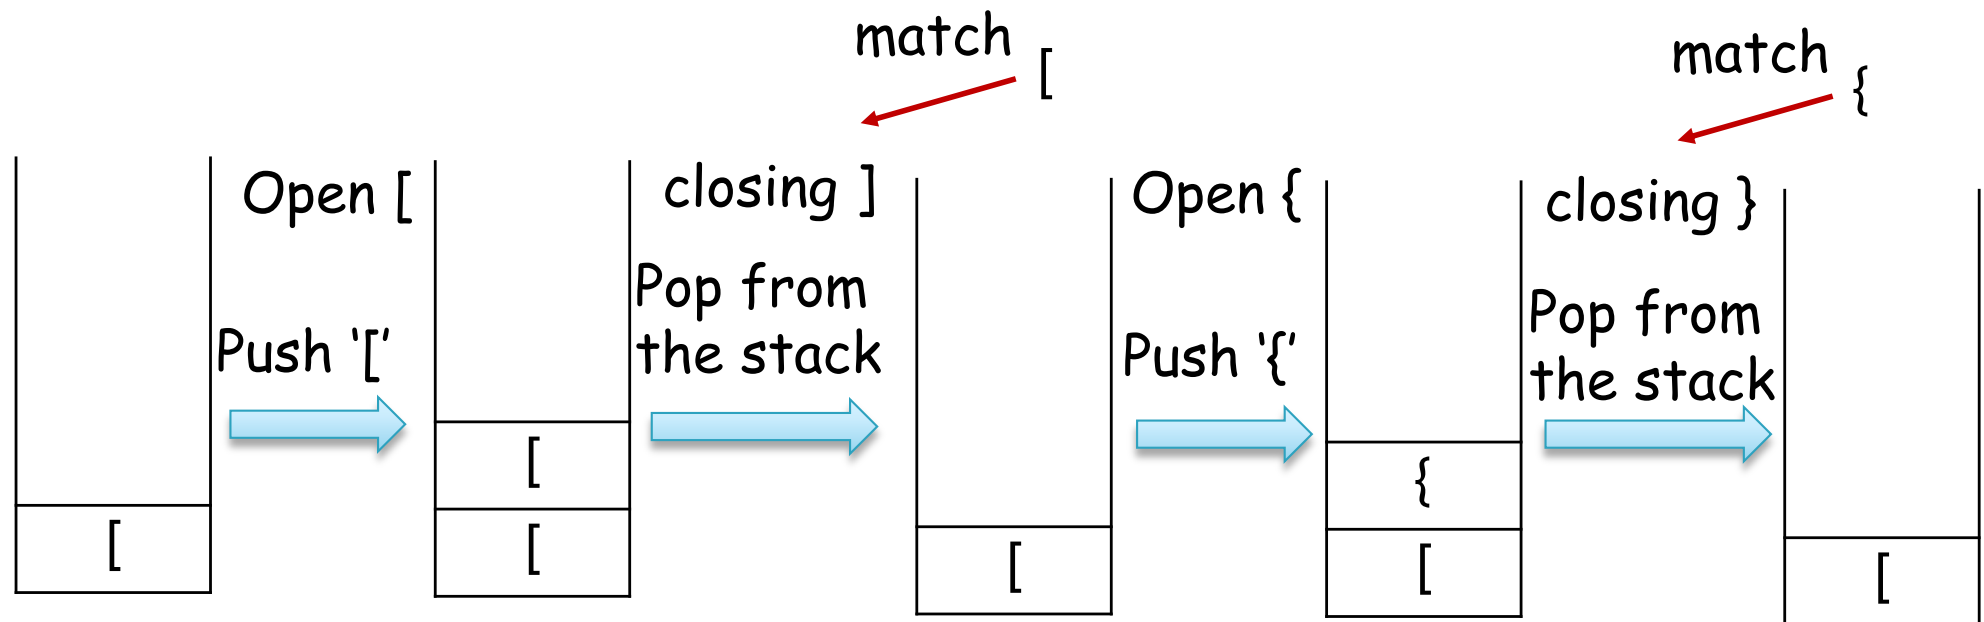 match [
match {
Open [
closing ]
Open {
closing }
Pop from
the stack
Push '['
Pop from
the stack
Push '{'
[
[
[
[
{
[
[